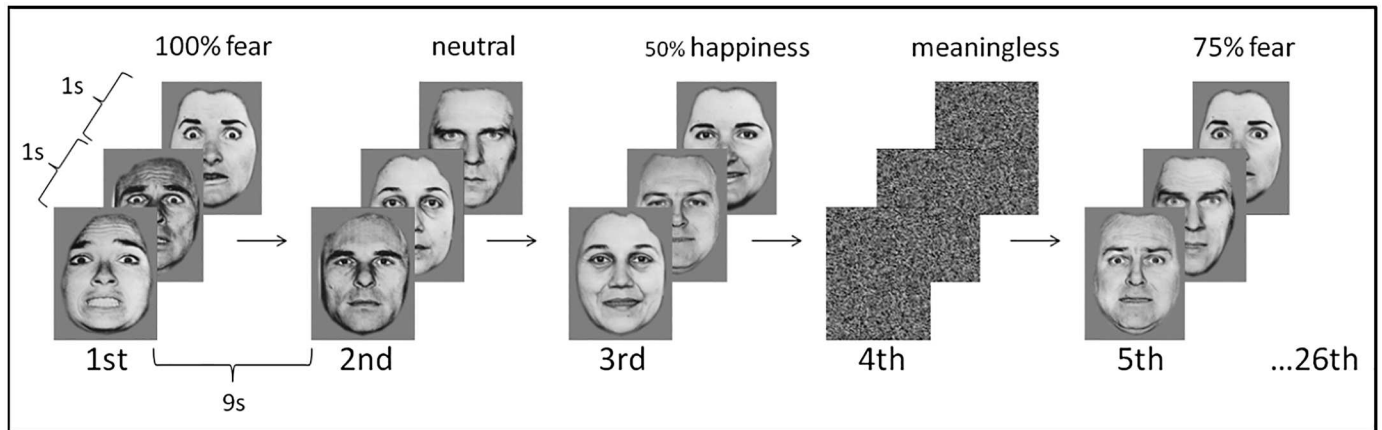 100% fear neutral 50% happiness meaningless 75% fear
1s
1s
1st 2nd 3rd 4th 5th ...26th
9s